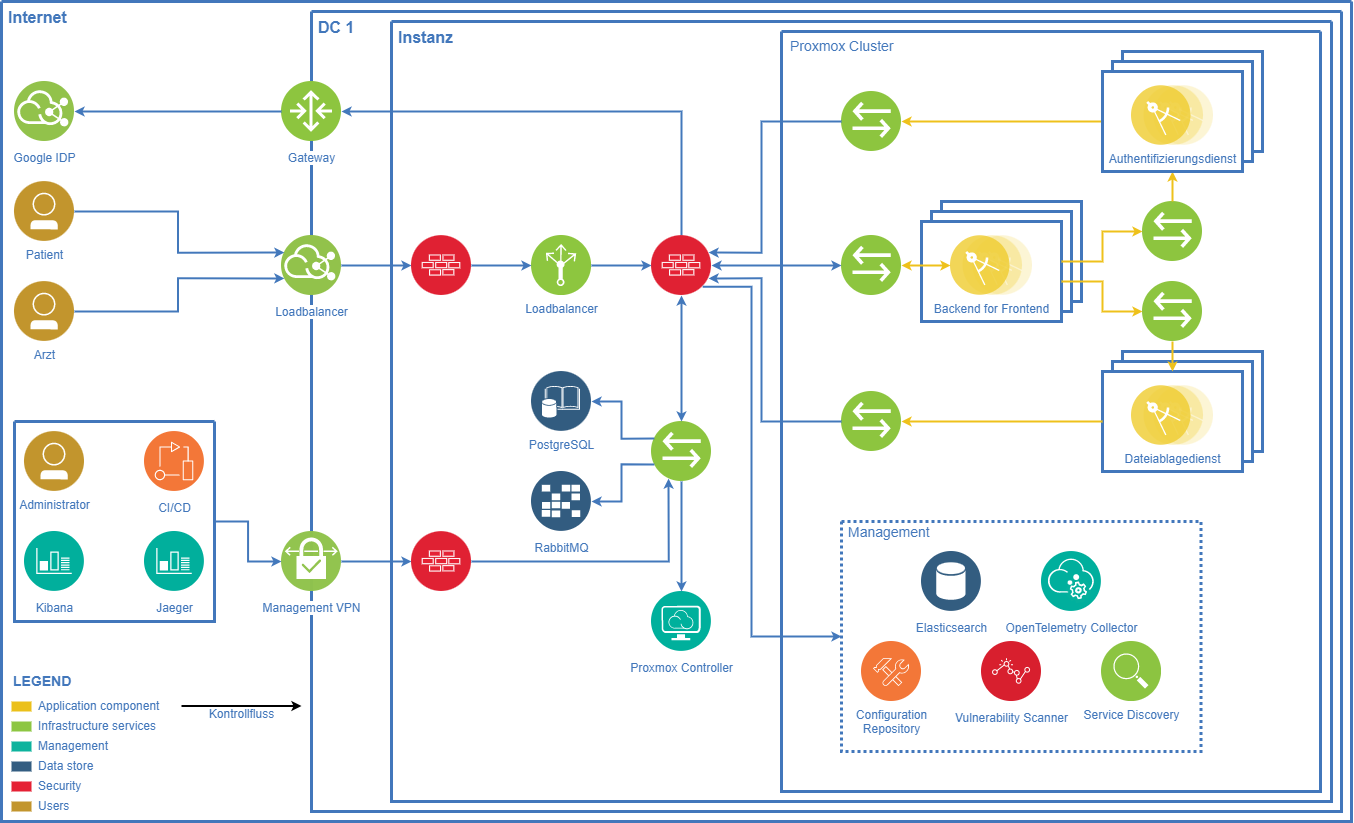 Internet
DC 1
Instanz
Proxmox Cluster
Google IDP
Gateway
Authentifizierungsdienst
Patient
Loadbalancer
Loadbalancer
Backend for Frontend
Arzt
PostgreSQL
Dateiablagedienst
Administrator
CI/CD
RabbitMQ
Management
Kibana
Jaeger
Management VPN
Elasticsearch
OpenTelemetry Collector
Proxmox Controller
Configuration
Repository
Vulnerability Scanner
Service Discovery
LEGEND
Application component
Kontrollfluss
Infrastructure services
Management
Data store
Security
Users